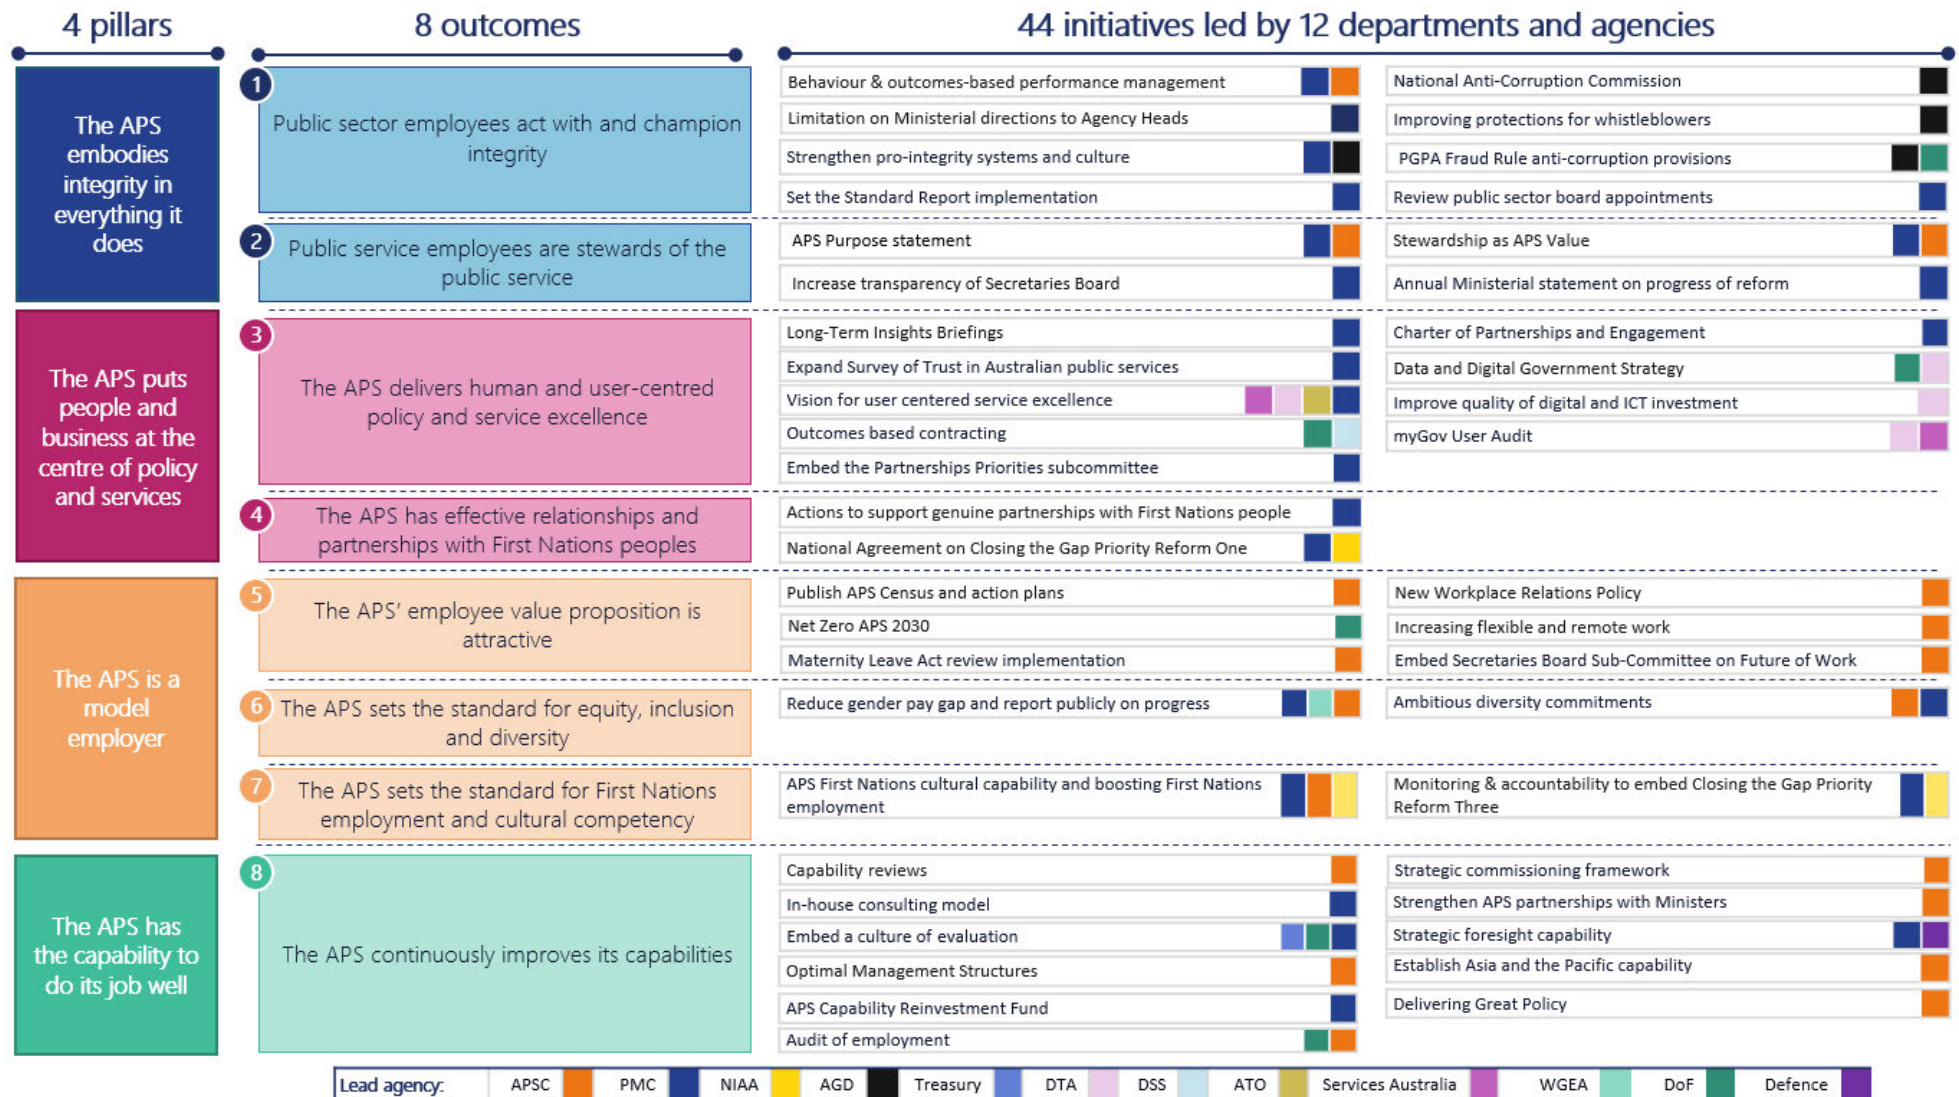 4 pillars
8 outcomes
44 initiatives led by 12 departments and agencies
The APS
embodies
integrity in
everything it
does
1
Public sector employees act with and champion
integrity
Behaviour & outcomes-based performance management
Limitation on Ministerial directions to Agency Heads
Strengthen pro-integrity systems and culture
Set the Standard Report implementation
National Anti-Corruption Commission
Improving protections for whistleblowers
PGPA Fraud Rule anti-corruption provisions
Review public sector board appointments
2
Public service employees are stewards of the
public service
APS Purpose statement
Increase transparency of Secretaries Board
Stewardship as APS Value
Annual Ministerial statement on progress of reform
The APS puts
people and
business at the
centre of policy
and services
3
The APS delivers human and user-centred
policy and service excellence
Long-Term Insights Briefings
Expand Survey of Trust in Australian public services
Vision for user centered service excellence
Outcomes based contracting
Embed the Partnerships Priorities subcommittee
Charter of Partnerships and Engagement
Data and Digital Government Strategy
Improve quality of digital and ICT investment
myGov User Audit
4
The APS has effective relationships and
partnerships with First Nations peoples
Actions to support genuine partnerships with First Nations people
National Agreement on Closing the Gap Priority Reform One
The APS is a
model
employer
5
The APS' employee value proposition is
attractive
Publish APS Census and action plans
Net Zero APS 2030
Maternity Leave Act review implementation
New Workplace Relations Policy
Increasing flexible and remote work
Embed Secretaries Board Sub-Committee on Future of Work
6
The APS sets the standard for equity, inclusion
and diversity
Reduce gender pay gap and report publicly on progress
Ambitious diversity commitments
7
The APS sets the standard for First Nations
employment and cultural competency
APS First Nations cultural capability and boosting First Nations
employment
Monitoring & accountability to embed Closing the Gap Priority
Reform Three
The APS has
the capability to
do its job well
8
The APS continuously improves its capabilities
Capability reviews
In-house consulting model
Embed a culture of evaluation
Optimal Management Structures
APS Capability Reinvestment Fund
Audit of employment
Strategic commissioning framework
Strengthen APS partnerships with Ministers
Strategic foresight capability
Establish Asia and the Pacific capability
Delivering Great Policy
Lead agency: APSC PMC NIAA AGD Treasury DTA DSS ATO Services Australia WGEA DoF Defence